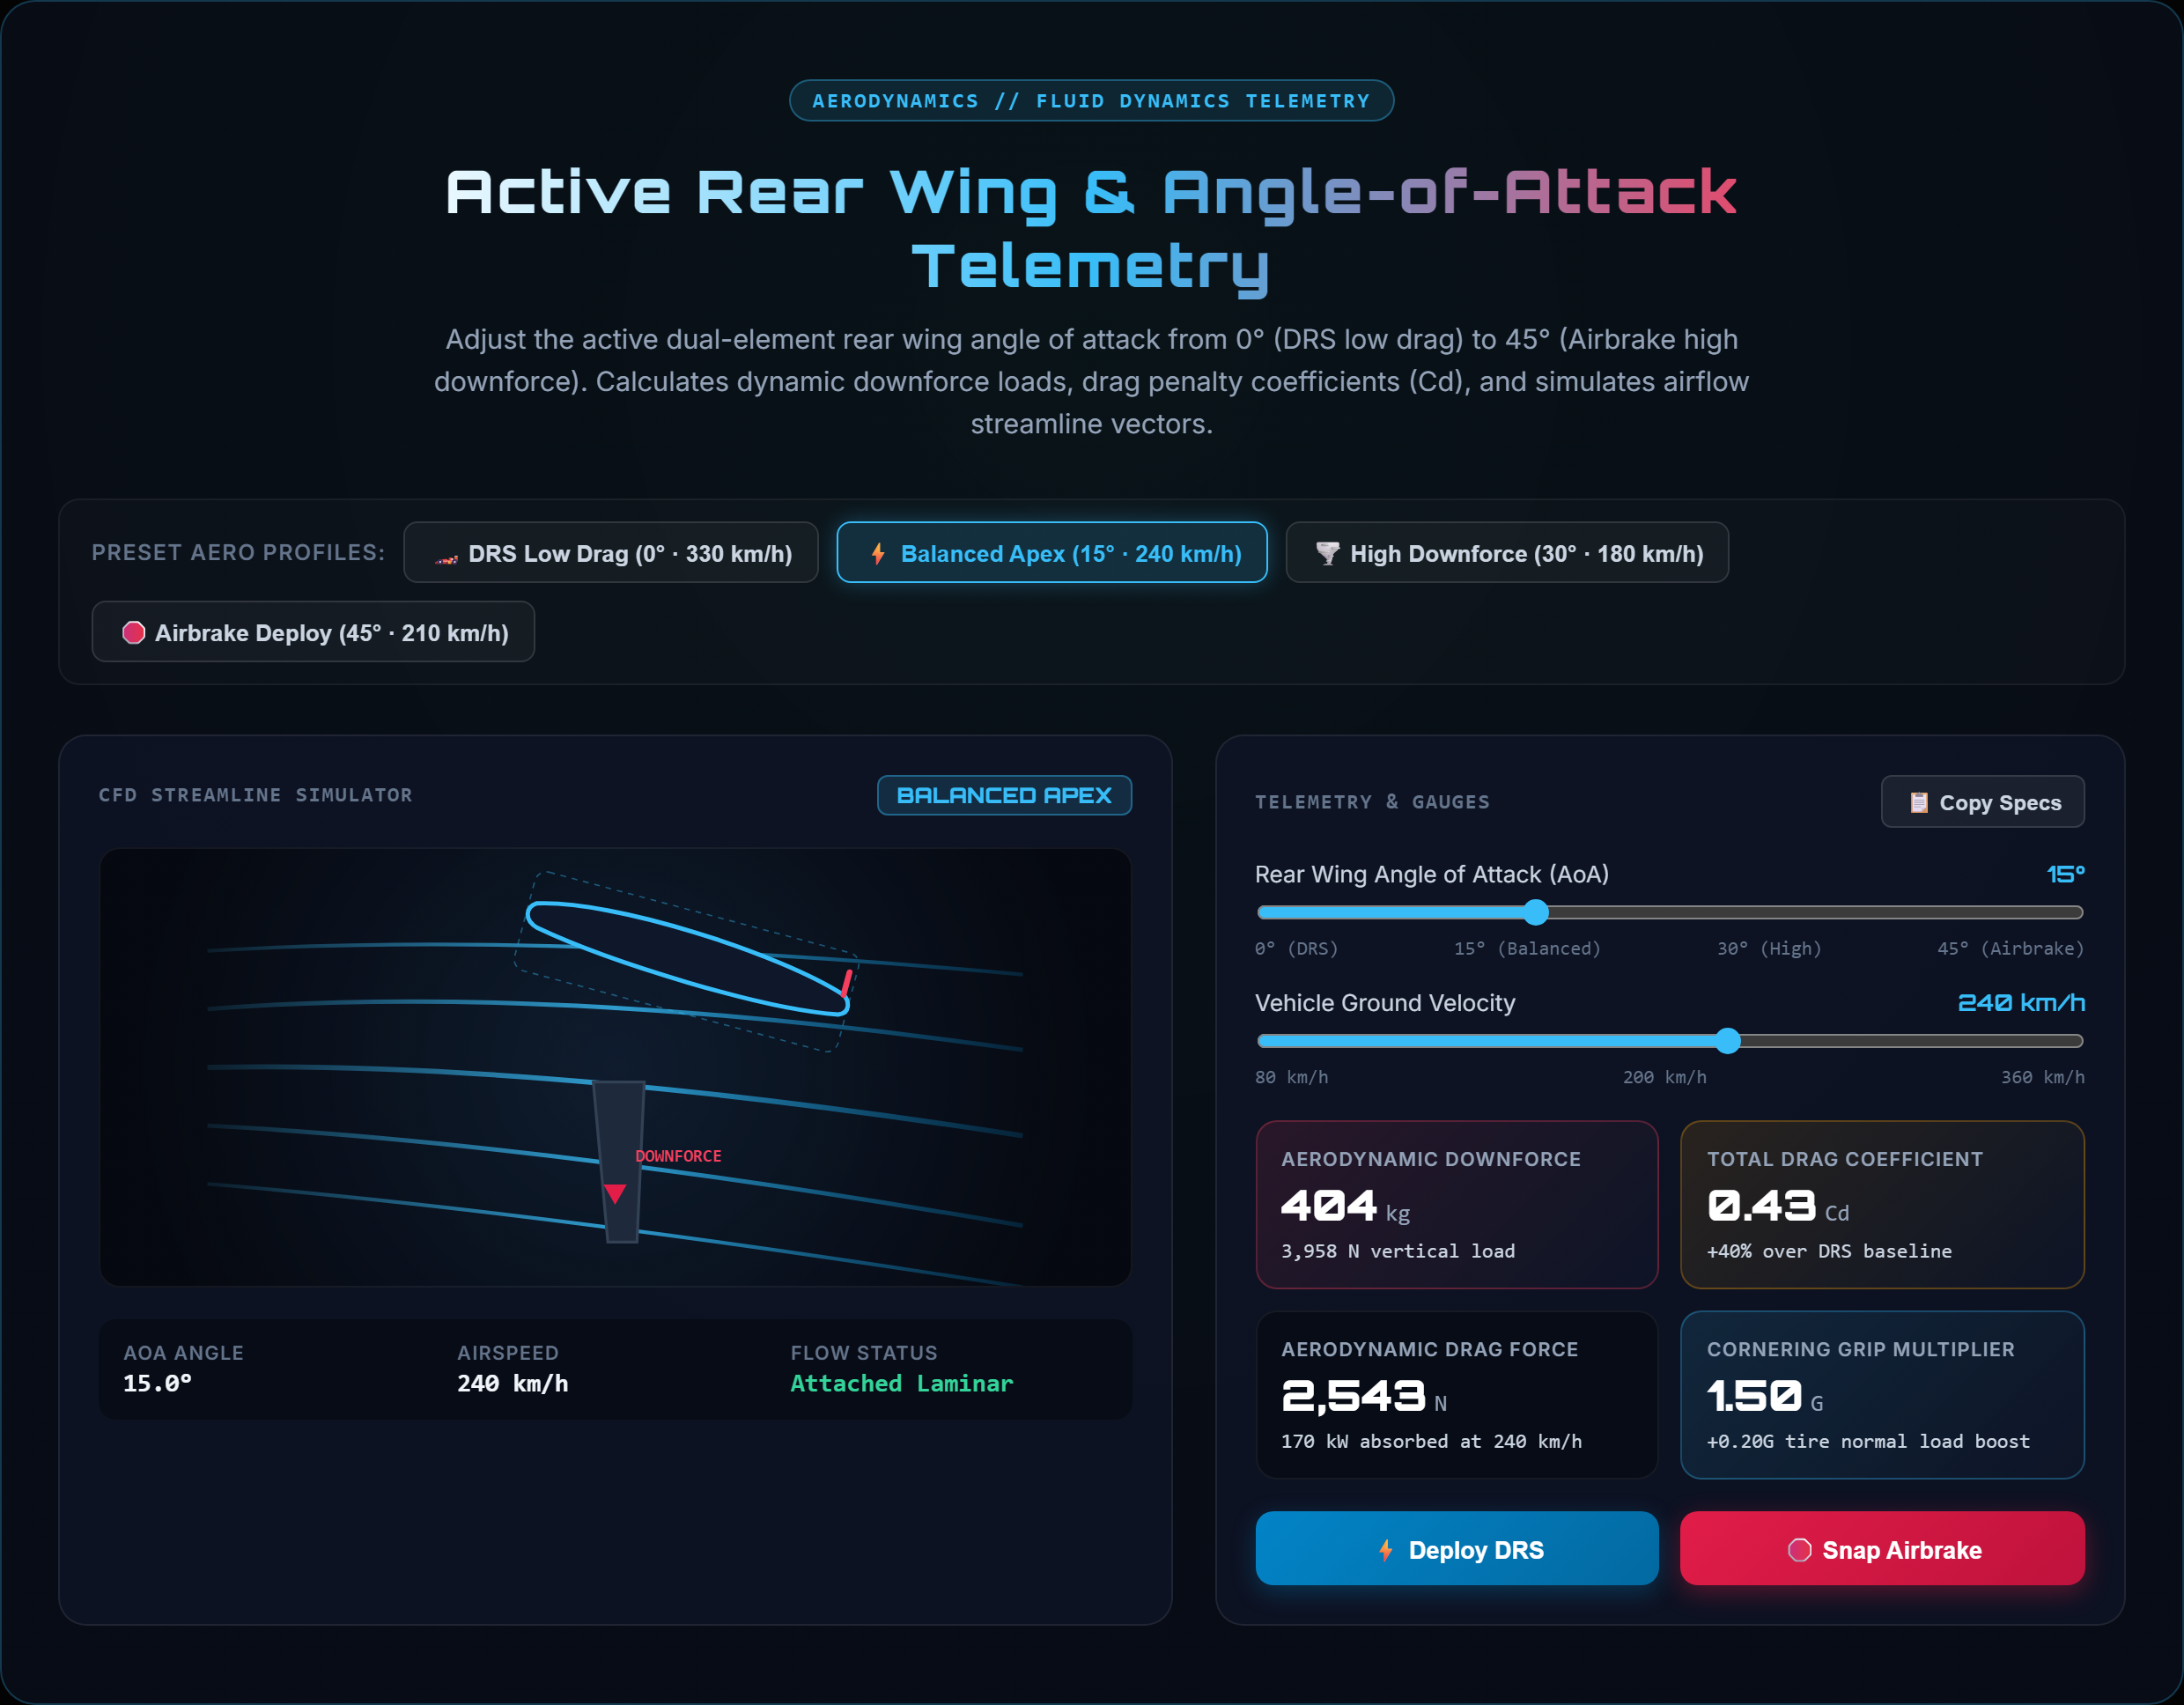 AERODYNAMICS // FLUID DYNAMICS TELEMETRY
Active Rear Wing & Angle-of-Attack
Telemetry
Adjust the active dual-element rear wing angle of attack from 0° (DRS low drag) to 45° (Airbrake high
downforce). Calculates dynamic downforce loads, drag penalty coefficients (Cd), and simulates airflow
streamline vectors.
PRESET AERO PROFILES:
DRS Low Drag (0° · 330 km/h)
Balanced Apex (15° · 240 km/h)
High Downforce (30° · 180 km/h)
Airbrake Deploy (45° · 210 km/h)
CFD STREAMLINE SIMULATOR
BALANCED APEX
DOWNFORCE
AOA ANGLE
15.0°
AIRSPEED
240 km/h
FLOW STATUS
Attached Laminar
TELEMETRY & GAUGES
Copy Specs
Rear Wing Angle of Attack (AoA)
15°
0° (DRS)
15° (Balanced)
30° (High)
45° (Airbrake)
Vehicle Ground Velocity
240 km/h
80 km/h
200 km/h
360 km/h
AERODYNAMIC DOWNFORCE
404 kg
3,958 N vertical load
TOTAL DRAG COEFFICIENT
0.43 Cd
+40% over DRS baseline
AERODYNAMIC DRAG FORCE
2,543 N
170 kW absorbed at 240 km/h
CORNERING GRIP MULTIPLIER
1.50 G
+0.20G tire normal load boost
Deploy DRS
Snap Airbrake